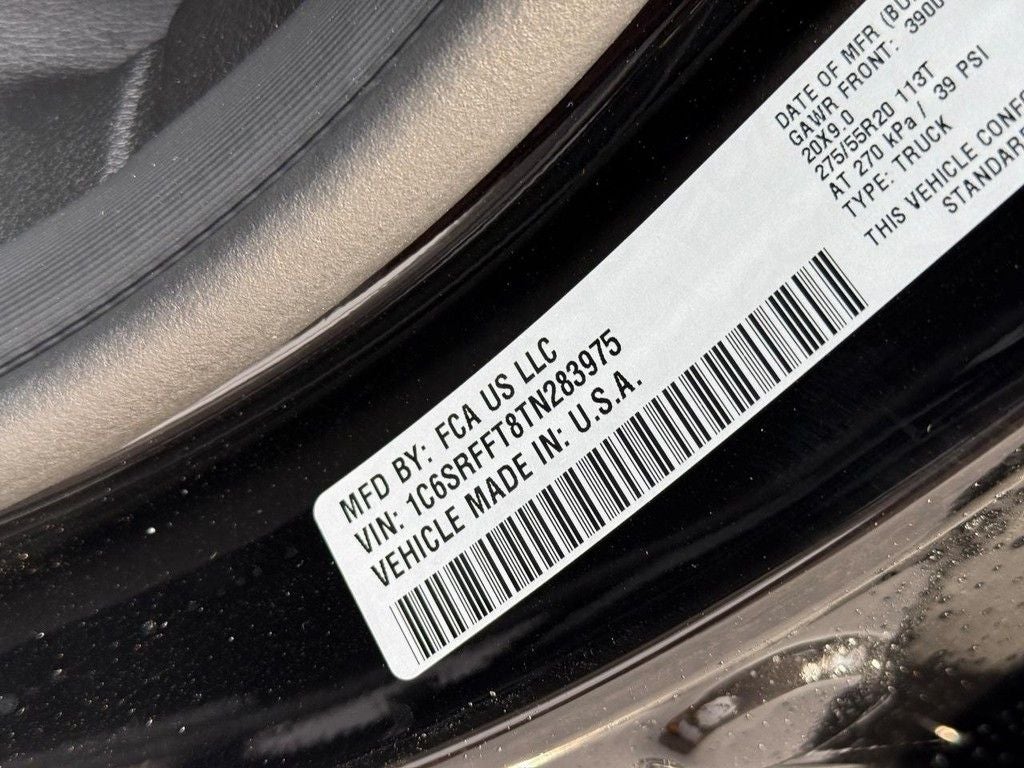 MFD BY: FCA US LLC
VIN: 1C6SRFFT8TN283975
VEHICLE MADE IN: U.S.A.
DATE OF MFR
GAWR FRONT: 3900
20X9.0
275/55R20 113T
AT 270 kPa / 39 PSI
TYPE: TRUCK
THIS VEHICLE